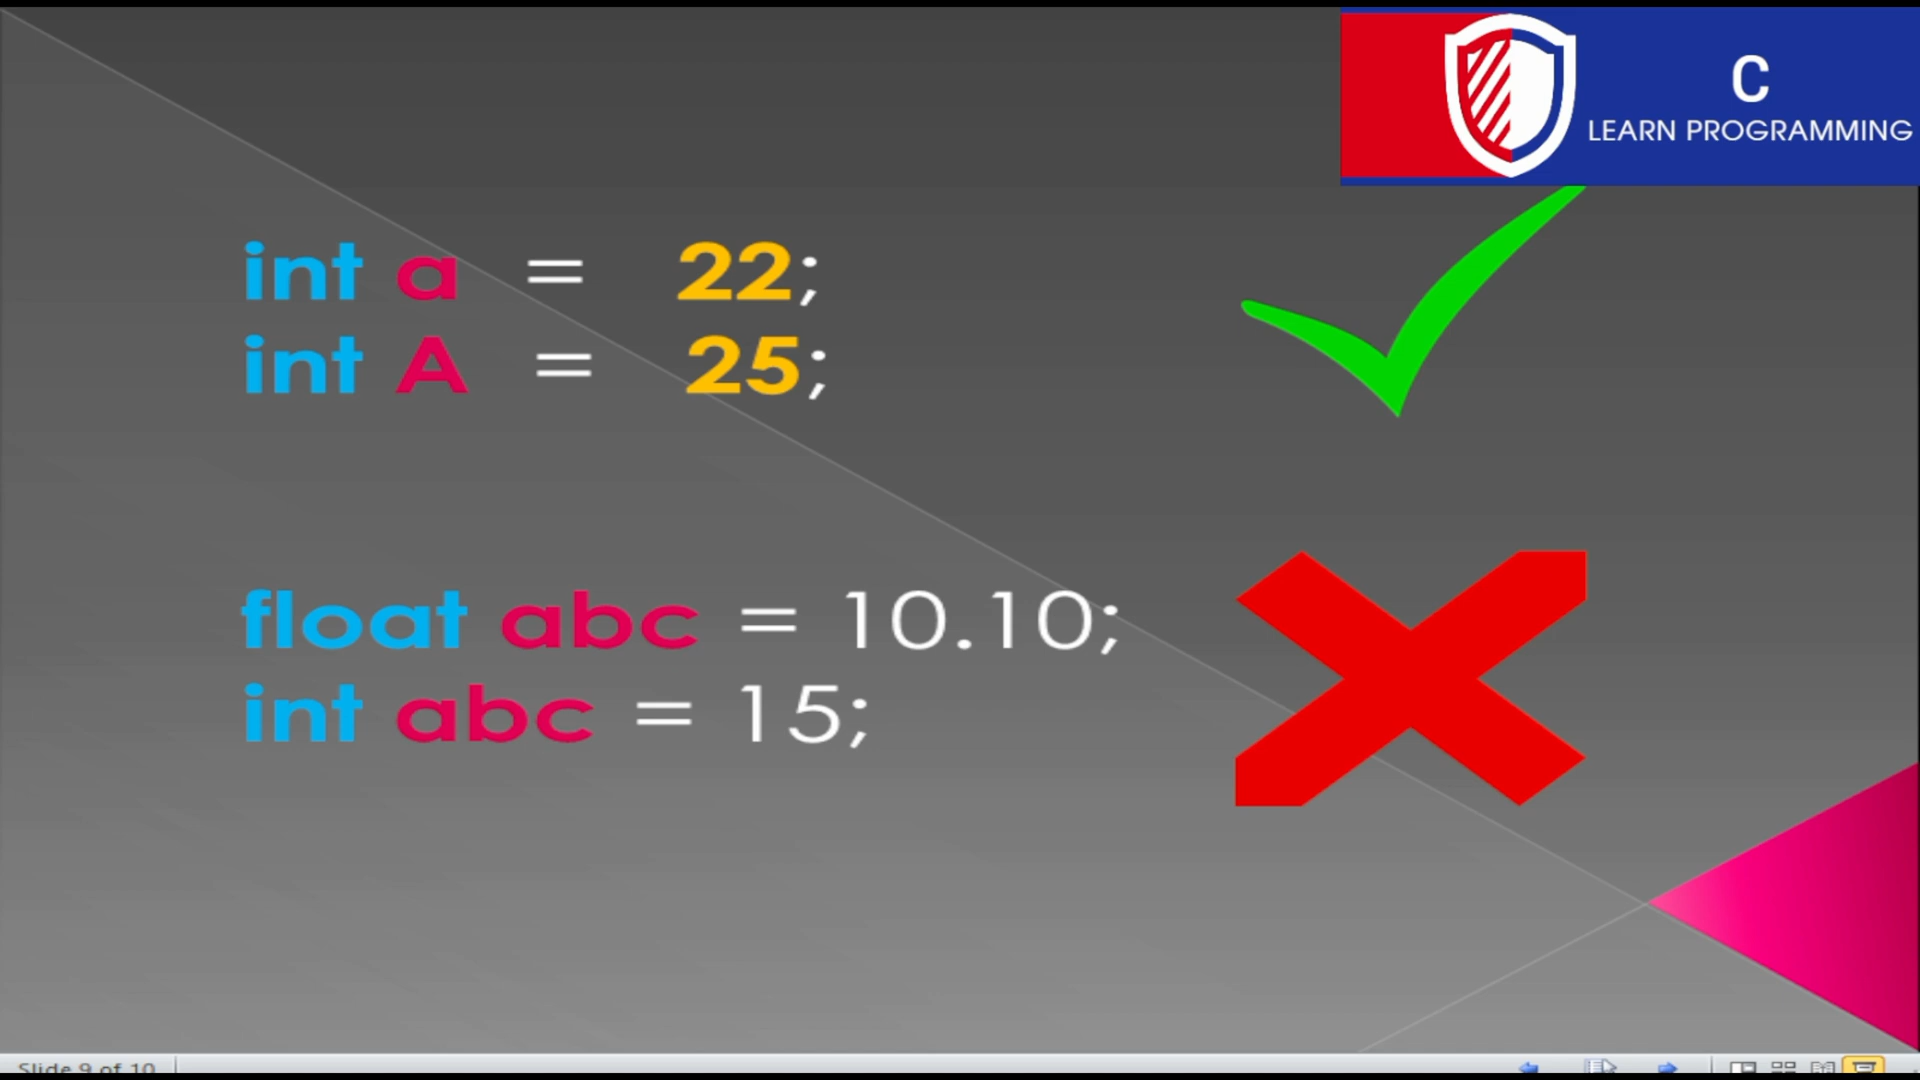 C
LEARN PROGRAMMING
int a = 22;
int A = 25;
float abc = 10.10;
int abc = 15;
Slide 9 of 10